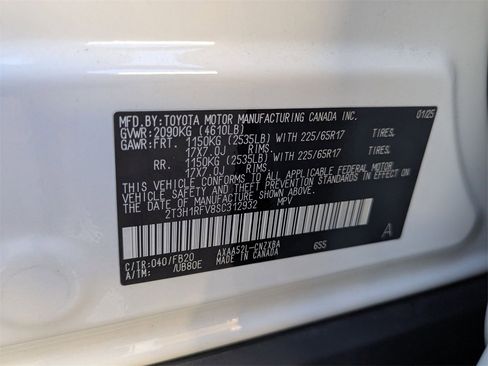 MFD.BY: TOYOTA MOTOR MANUFACTURING CANADA INC. 01/25
GVWR: 2090KG (4610LB)
GAWR: FRT. 1150KG (2535LB) WITH 225/65R17 TIRES,
17X7.0J RIMS.
RR. 1150KG (2535LB) WITH 225/65R17 TIRES,
17X7.0J RIMS.
THIS VEHICLE CONFORMS TO ALL APPLICABLE FEDERAL MOTOR
VEHICLE SAFETY AND THEFT PREVENTION STANDARDS IN EFFECT ON
THE DATE OF MANUFACTURE SHOWN ABOVE.
2T3H1RFV8SC312932 MPV
C/TR: 040/FB20 AXAA52L-CNZXBA 6S5 A
A/TM: /UB80E MADE IN CANADA